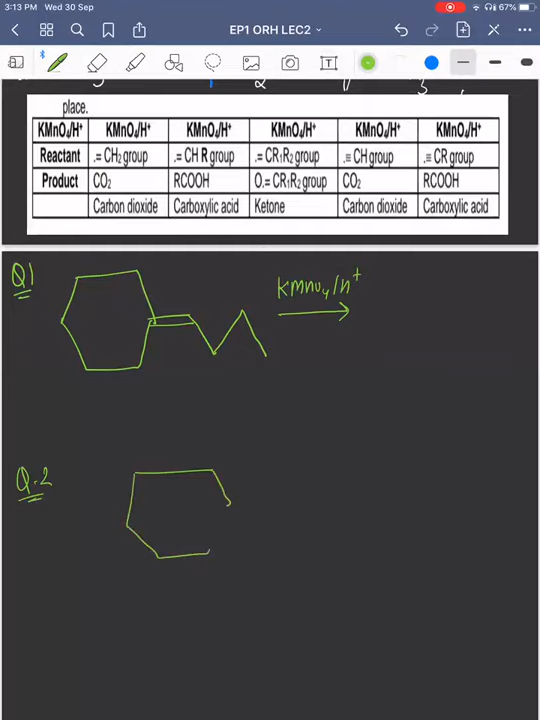 3:13 PM Wed 30 Sep
67%
EP1 ORH LEC2
T
place.
KMnO₄/H⁺ KMnO₄/H⁺ KMnO₄/H⁺ KMnO₄/H⁺ KMnO₄/H⁺ KMnO₄/H⁺
Reactant .= CH₂ group .= CH R group .= CR₁R₂ group .≡ CH group .≡ CR group
Product CO₂ RCOOH O.= CR₁R₂ group CO₂ RCOOH
Carbon dioxide Carboxylic acid Ketone Carbon dioxide Carboxylic acid
Q1
KMnO₄/H⁺
Q.2